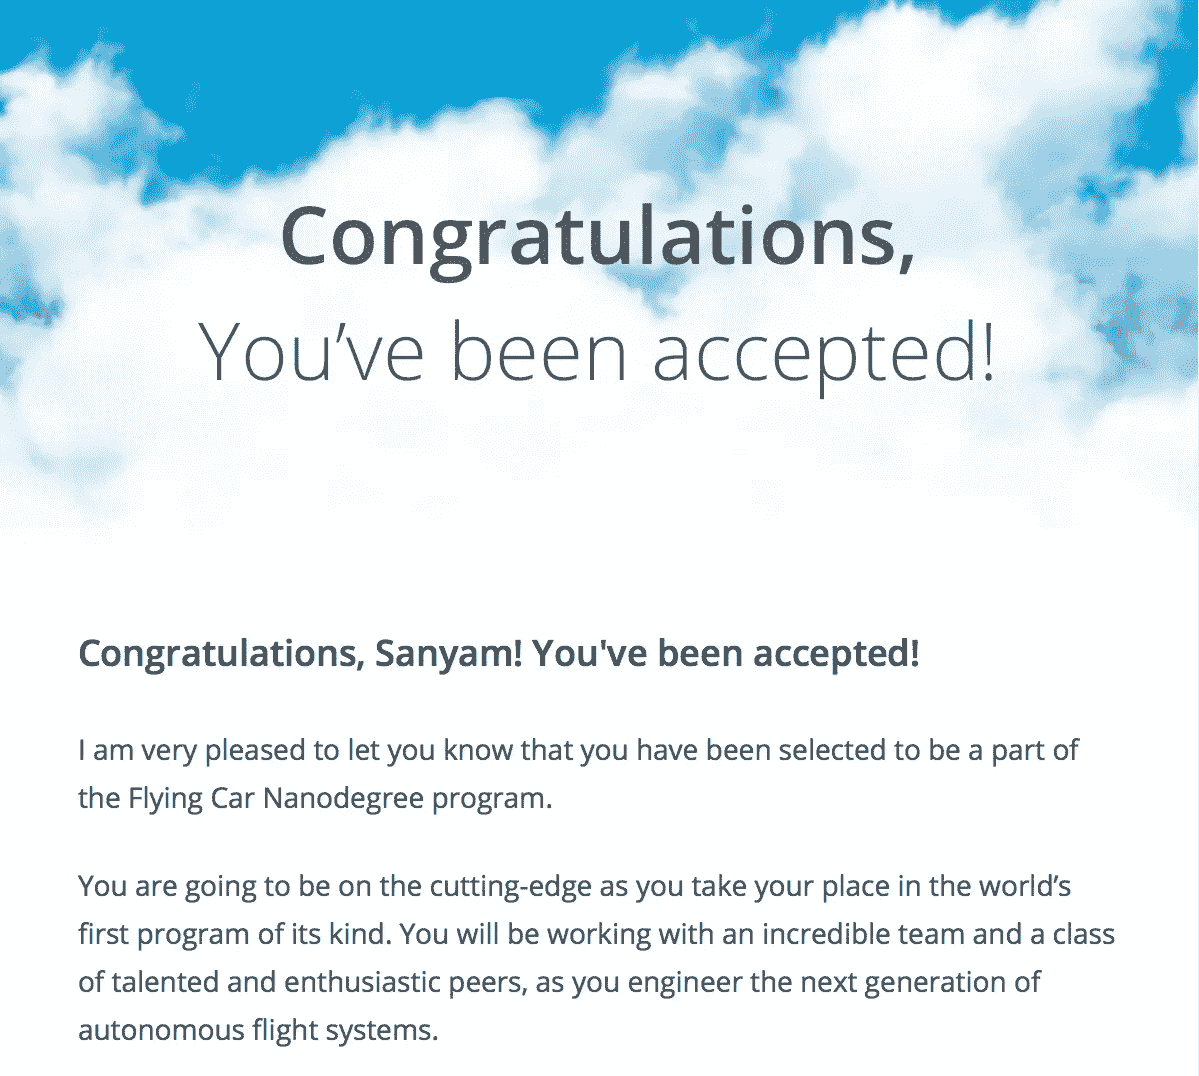 Congratulations,
You’ve been accepted!
Congratulations, Sanyam! You've been accepted!
I am very pleased to let you know that you have been selected to be a part of
the Flying Car Nanodegree program.
You are going to be on the cutting-edge as you take your place in the world’s
first program of its kind. You will be working with an incredible team and a class
of talented and enthusiastic peers, as you engineer the next generation of
autonomous flight systems.